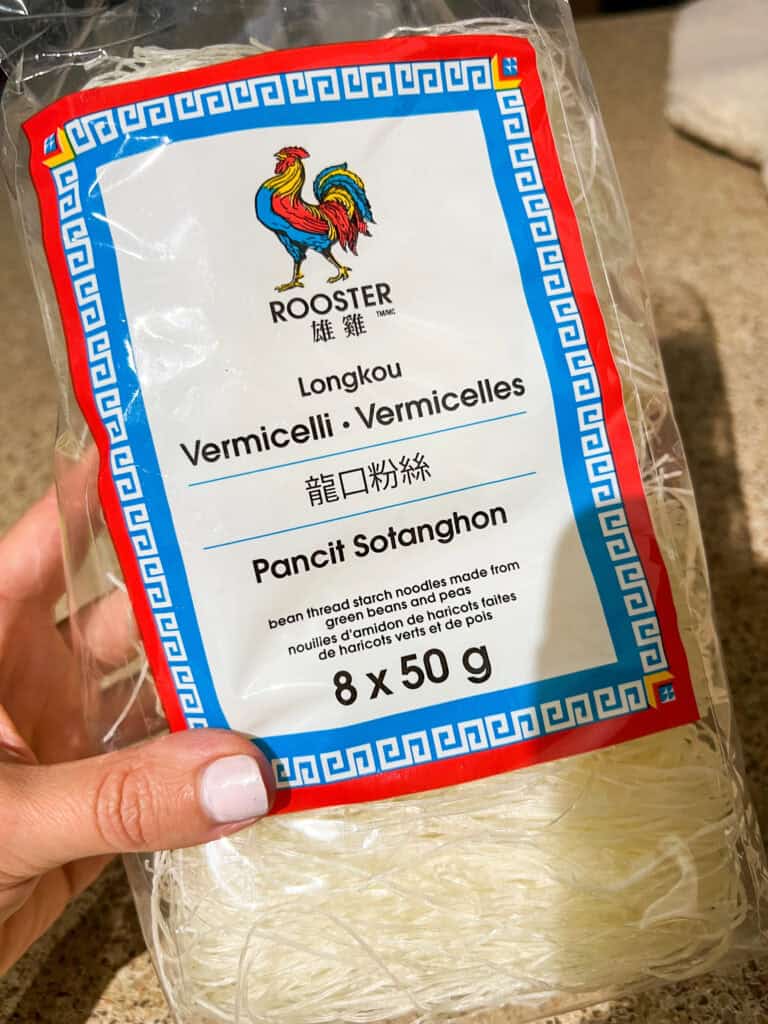 ROOSTER
TM/MC
雄雞
Longkou
Vermicelli • Vermicelles
龍口粉絲
Pancit Sotanghon
bean thread starch noodles made from
green beans and peas
nouilles d'amidon de haricots faites
de haricots verts et de pois
8 x 50 g